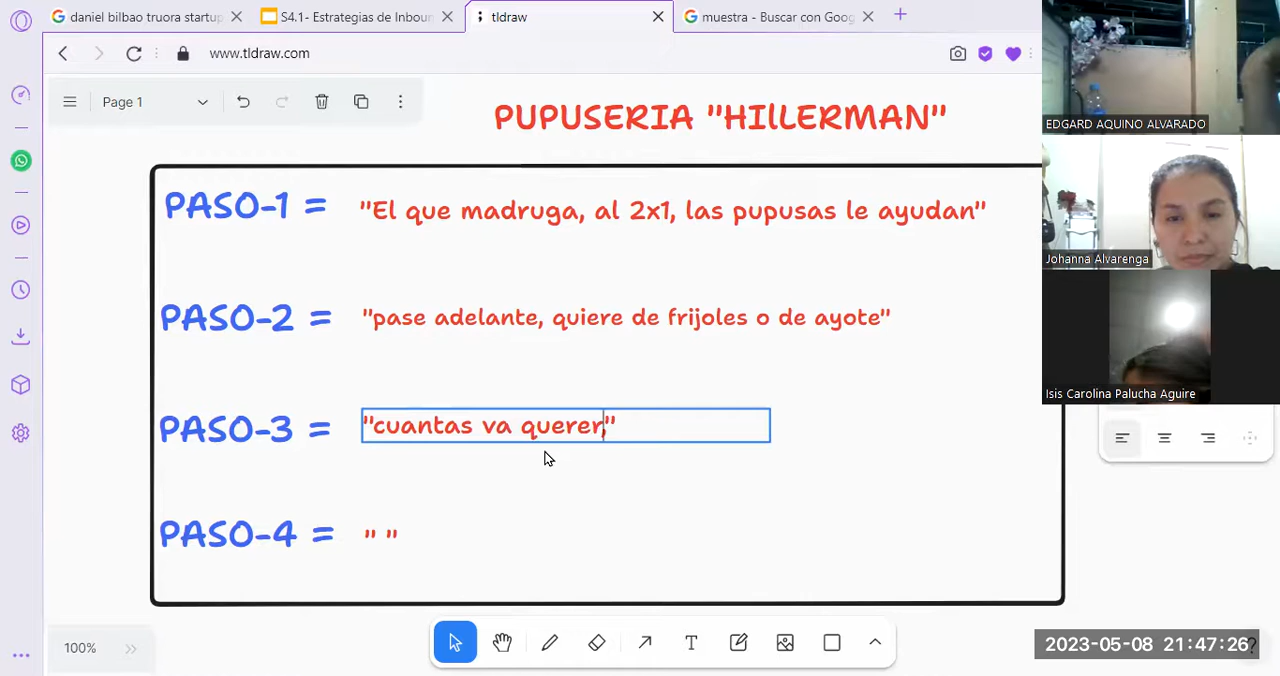 daniel bilbao truora startup
S4.1- Estrategias de Inbour
tldraw
muestra - Buscar con Goog
www.tldraw.com
Page 1
PUPUSERIA "HIllERMAN"
PASO-1 = "El que madruga, al 2x1, las pupusas le ayudan"
PASO-2 = "pase adelante, quiere de frijoles o de ayote"
PASO-3 = "cuantas va querer,"
PASO-4 = " "
EDGARD AQUINO ALVARADO
Johanna Alvarenga
Isis Carolina Palucha Aguire
100%
2023-05-08 21:47:26